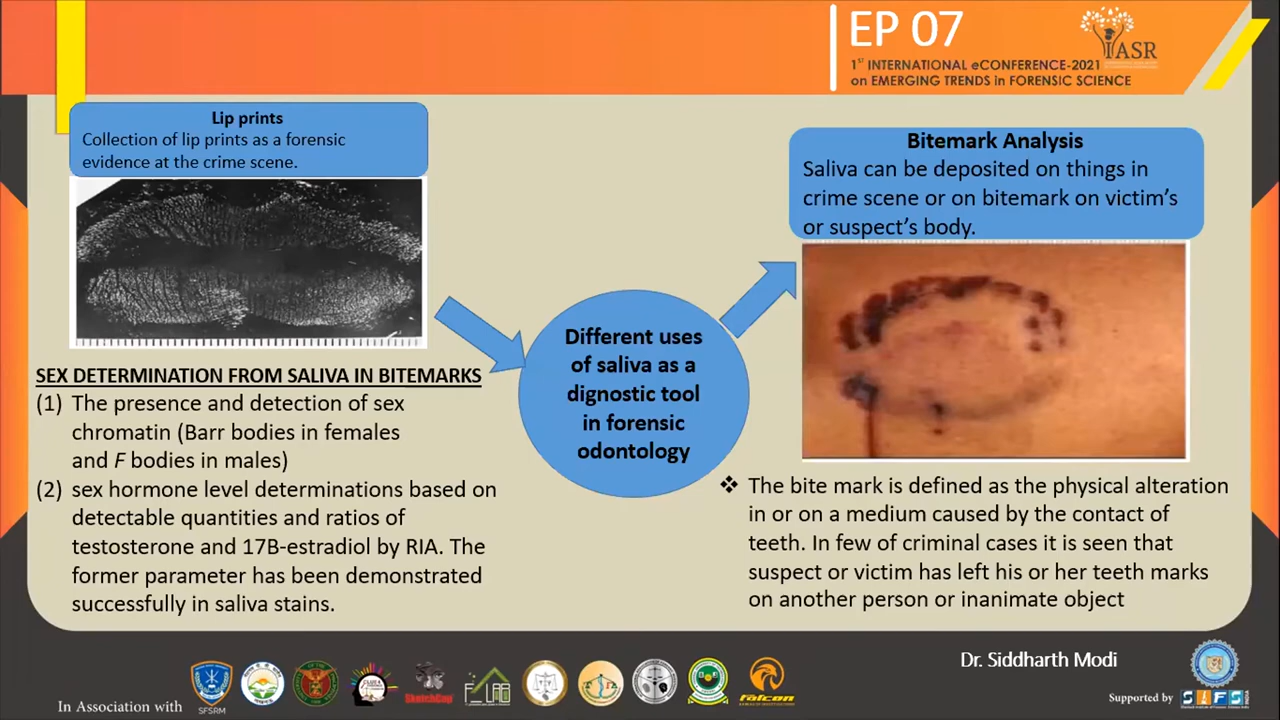 EP 07
IASR
1ST INTERNATIONAL eCONFERENCE-2021
on EMERGING TRENDS in FORENSIC SCIENCE
Lip prints
Collection of lip prints as a forensic
evidence at the crime scene.
SEX DETERMINATION FROM SALIVA IN BITEMARKS
(1) The presence and detection of sex
chromatin (Barr bodies in females
and F bodies in males)
(2) sex hormone level determinations based on
detectable quantities and ratios of
testosterone and 17B-estradiol by RIA. The
former parameter has been demonstrated
successfully in saliva stains.
Different uses
of saliva as a
dignostic tool
in forensic
odontology
Bitemark Analysis
Saliva can be deposited on things in
crime scene or on bitemark on victim's
or suspect's body.
❖ The bite mark is defined as the physical alteration
in or on a medium caused by the contact of
teeth. In few of criminal cases it is seen that
suspect or victim has left his or her teeth marks
on another person or inanimate object
Dr. Siddharth Modi
In Association with
SFSRM
SketchCop
F LAB
falcon
Supported by
SIFS